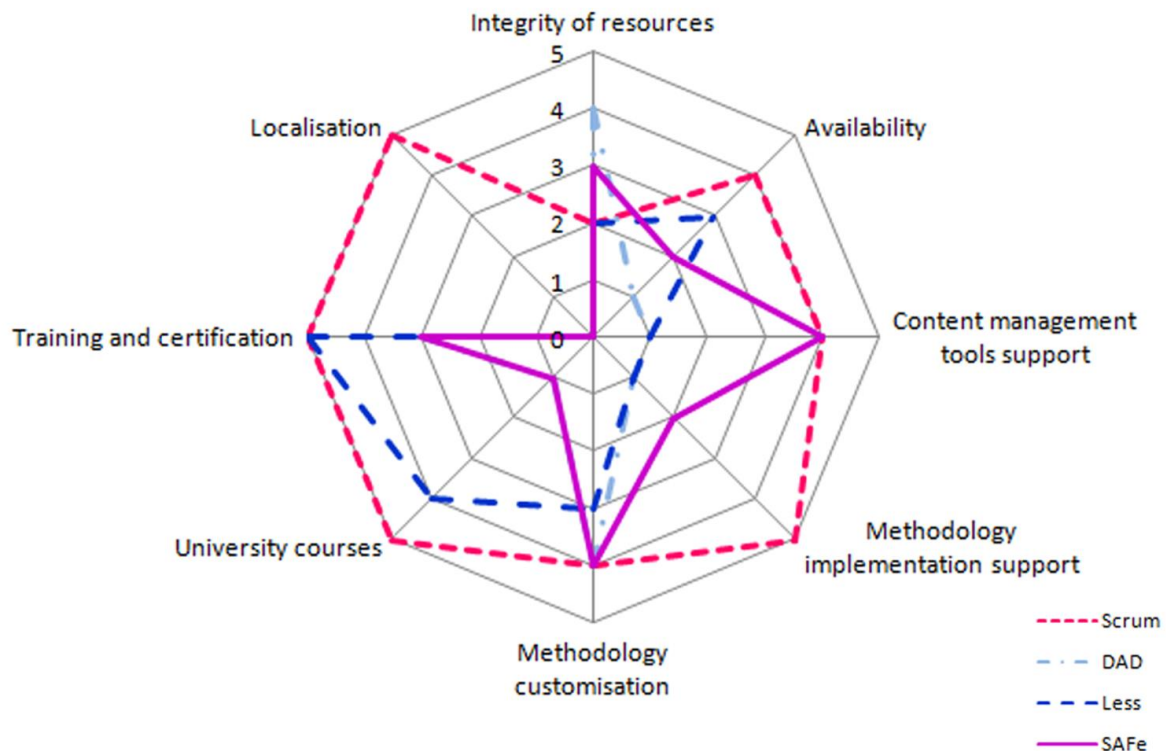 Integrity of resources
5
Localisation
4
Availability
3
2
1
Training and certification
0
Content management
tools support
University courses
Methodology
implementation support
Methodology
customisation
Scrum
DAD
Less
SAFe